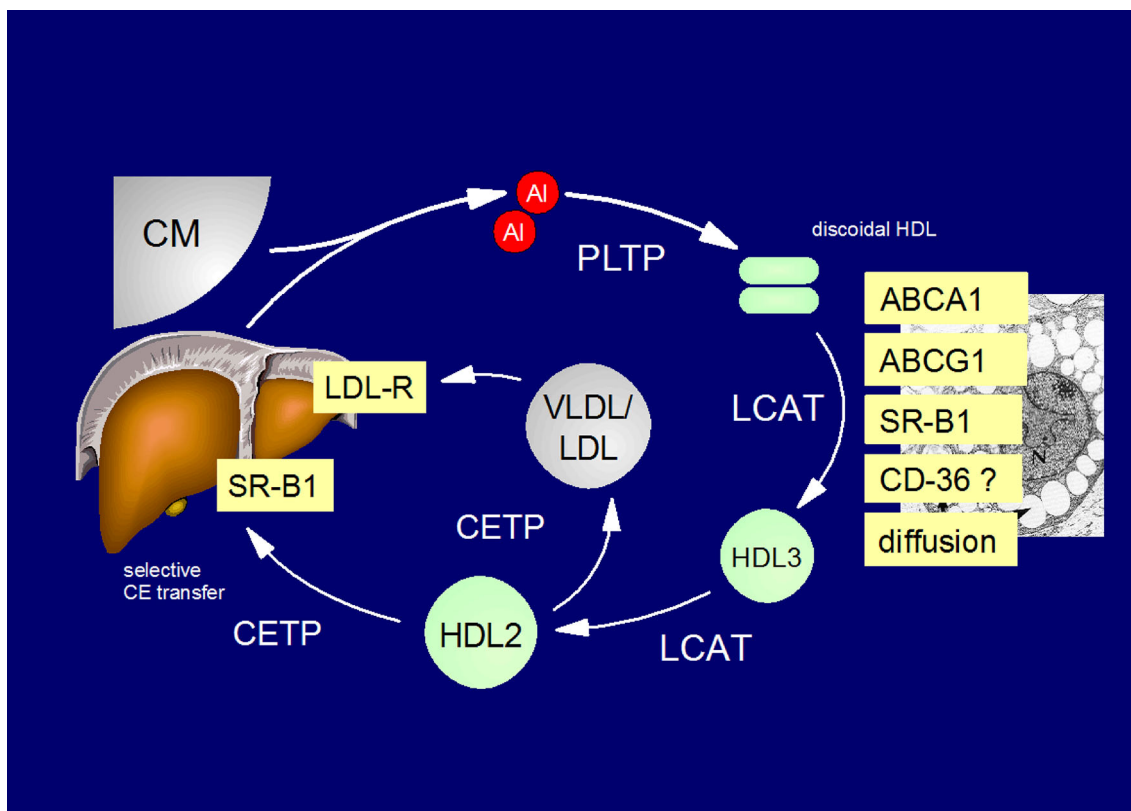 CM
AI
AI
PLTP
discoidal HDL
ABCA1
ABCG1
SR-B1
CD-36 ?
diffusion
LCAT
LDL-R
VLDL/
LDL
SR-B1
CETP
HDL3
selective
CE transfer
CETP
HDL2
LCAT
N